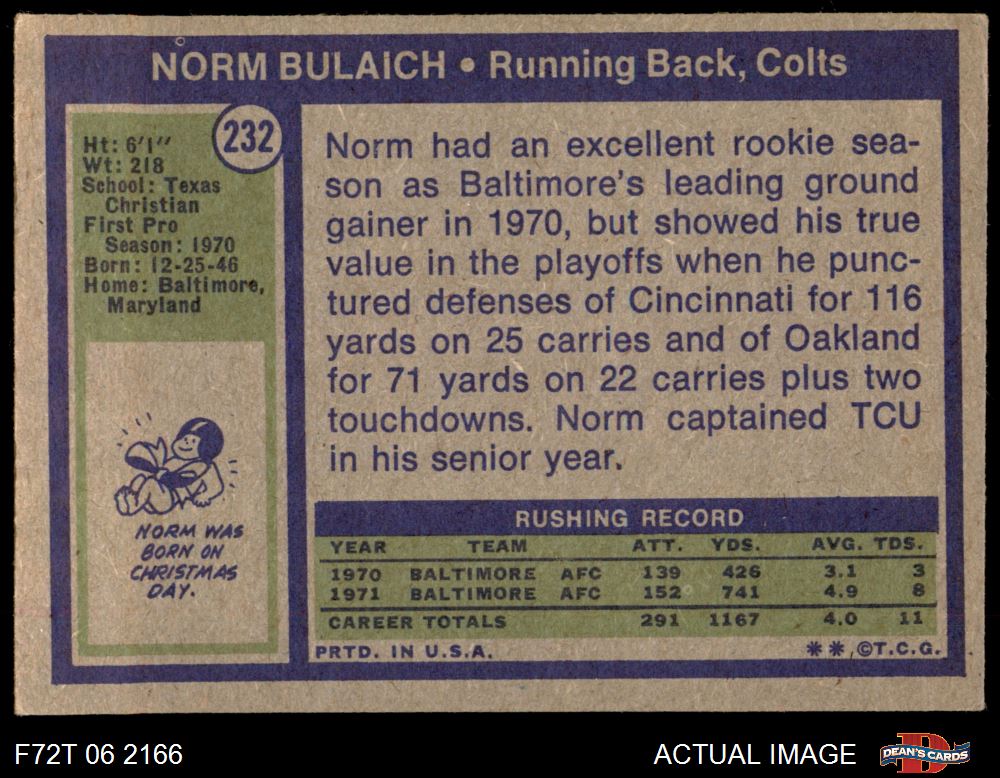 NORM BULAICH • Running Back, Colts
232
Ht: 6'1"
Wt: 218
School: Texas
Christian
First Pro
Season: 1970
Born: 12-25-46
Home: Baltimore,
Maryland
NORM WAS
BORN ON
CHRISTMAS
DAY.
Norm had an excellent rookie sea-
son as Baltimore's leading ground
gainer in 1970, but showed his true
value in the playoffs when he punc-
tured defenses of Cincinnati for 116
yards on 25 carries and of Oakland
for 71 yards on 22 carries plus two
touchdowns. Norm captained TCU
in his senior year.
RUSHING RECORD
YEAR TEAM ATT. YDS. AVG. TDS.
1970 BALTIMORE AFC 139 426 3.1 3
1971 BALTIMORE AFC 152 741 4.9 8
CAREER TOTALS 291 1167 4.0 11
PRTD. IN U.S.A. ** ©T.C.G.
F72T 06 2166
ACTUAL IMAGE
DEAN'S CARDS